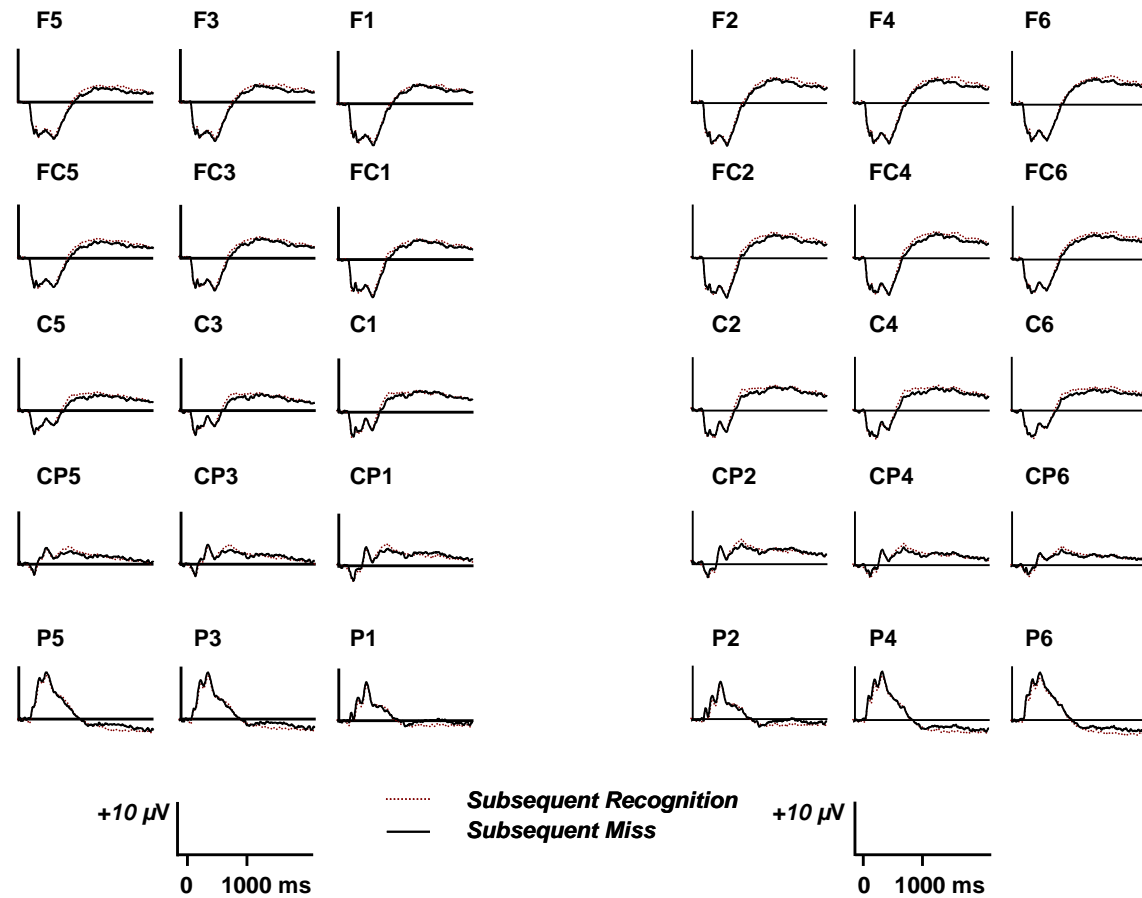 F5 F3 F1 F2 F4 F6
FC5 FC3 FC1 FC2 FC4 FC6
C5 C3 C1 C2 C4 C6
CP5 CP3 CP1 CP2 CP4 CP6
P5 P3 P1 P2 P4 P6
+10 µV Subsequent Recognition +10 µV
Subsequent Miss
0 1000 ms 0 1000 ms